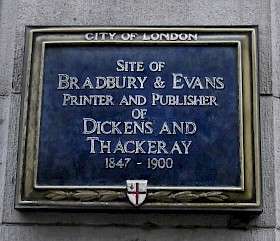 CITY OF LONDON
SITE OF
BRADBURY & EVANS
PRINTER AND PUBLISHER
OF
DICKENS AND
THACKERAY
1847 - 1900